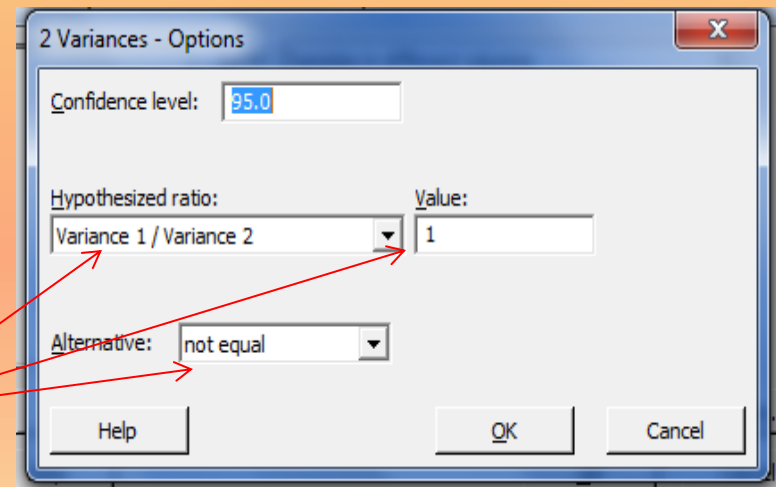 2 Variances - Options
Confidence level: 95.0
Hypothesized ratio: Value:
Variance 1 / Variance 2 1
Alternative: not equal
Help OK Cancel